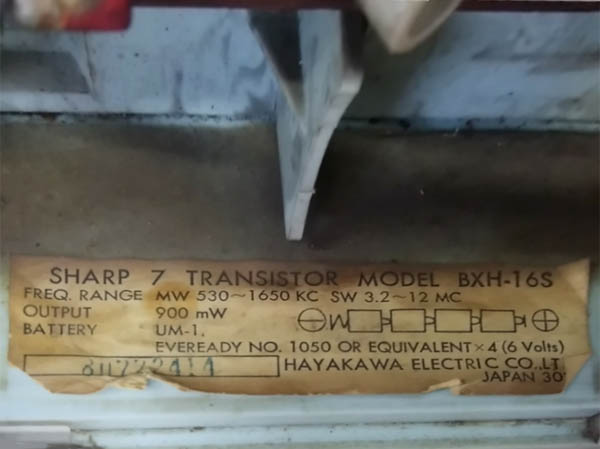 SHARP 7 TRANSISTOR MODEL BXH-16S
FREQ. RANGE MW 530~1650 KC SW 3.2~12 MC
OUTPUT 900 mW
BATTERY UM-1.
EVEREADY NO. 1050 OR EQUIVALENT×4 (6 Volts)
HAYAKAWA ELECTRIC CO.,LT
JAPAN 30